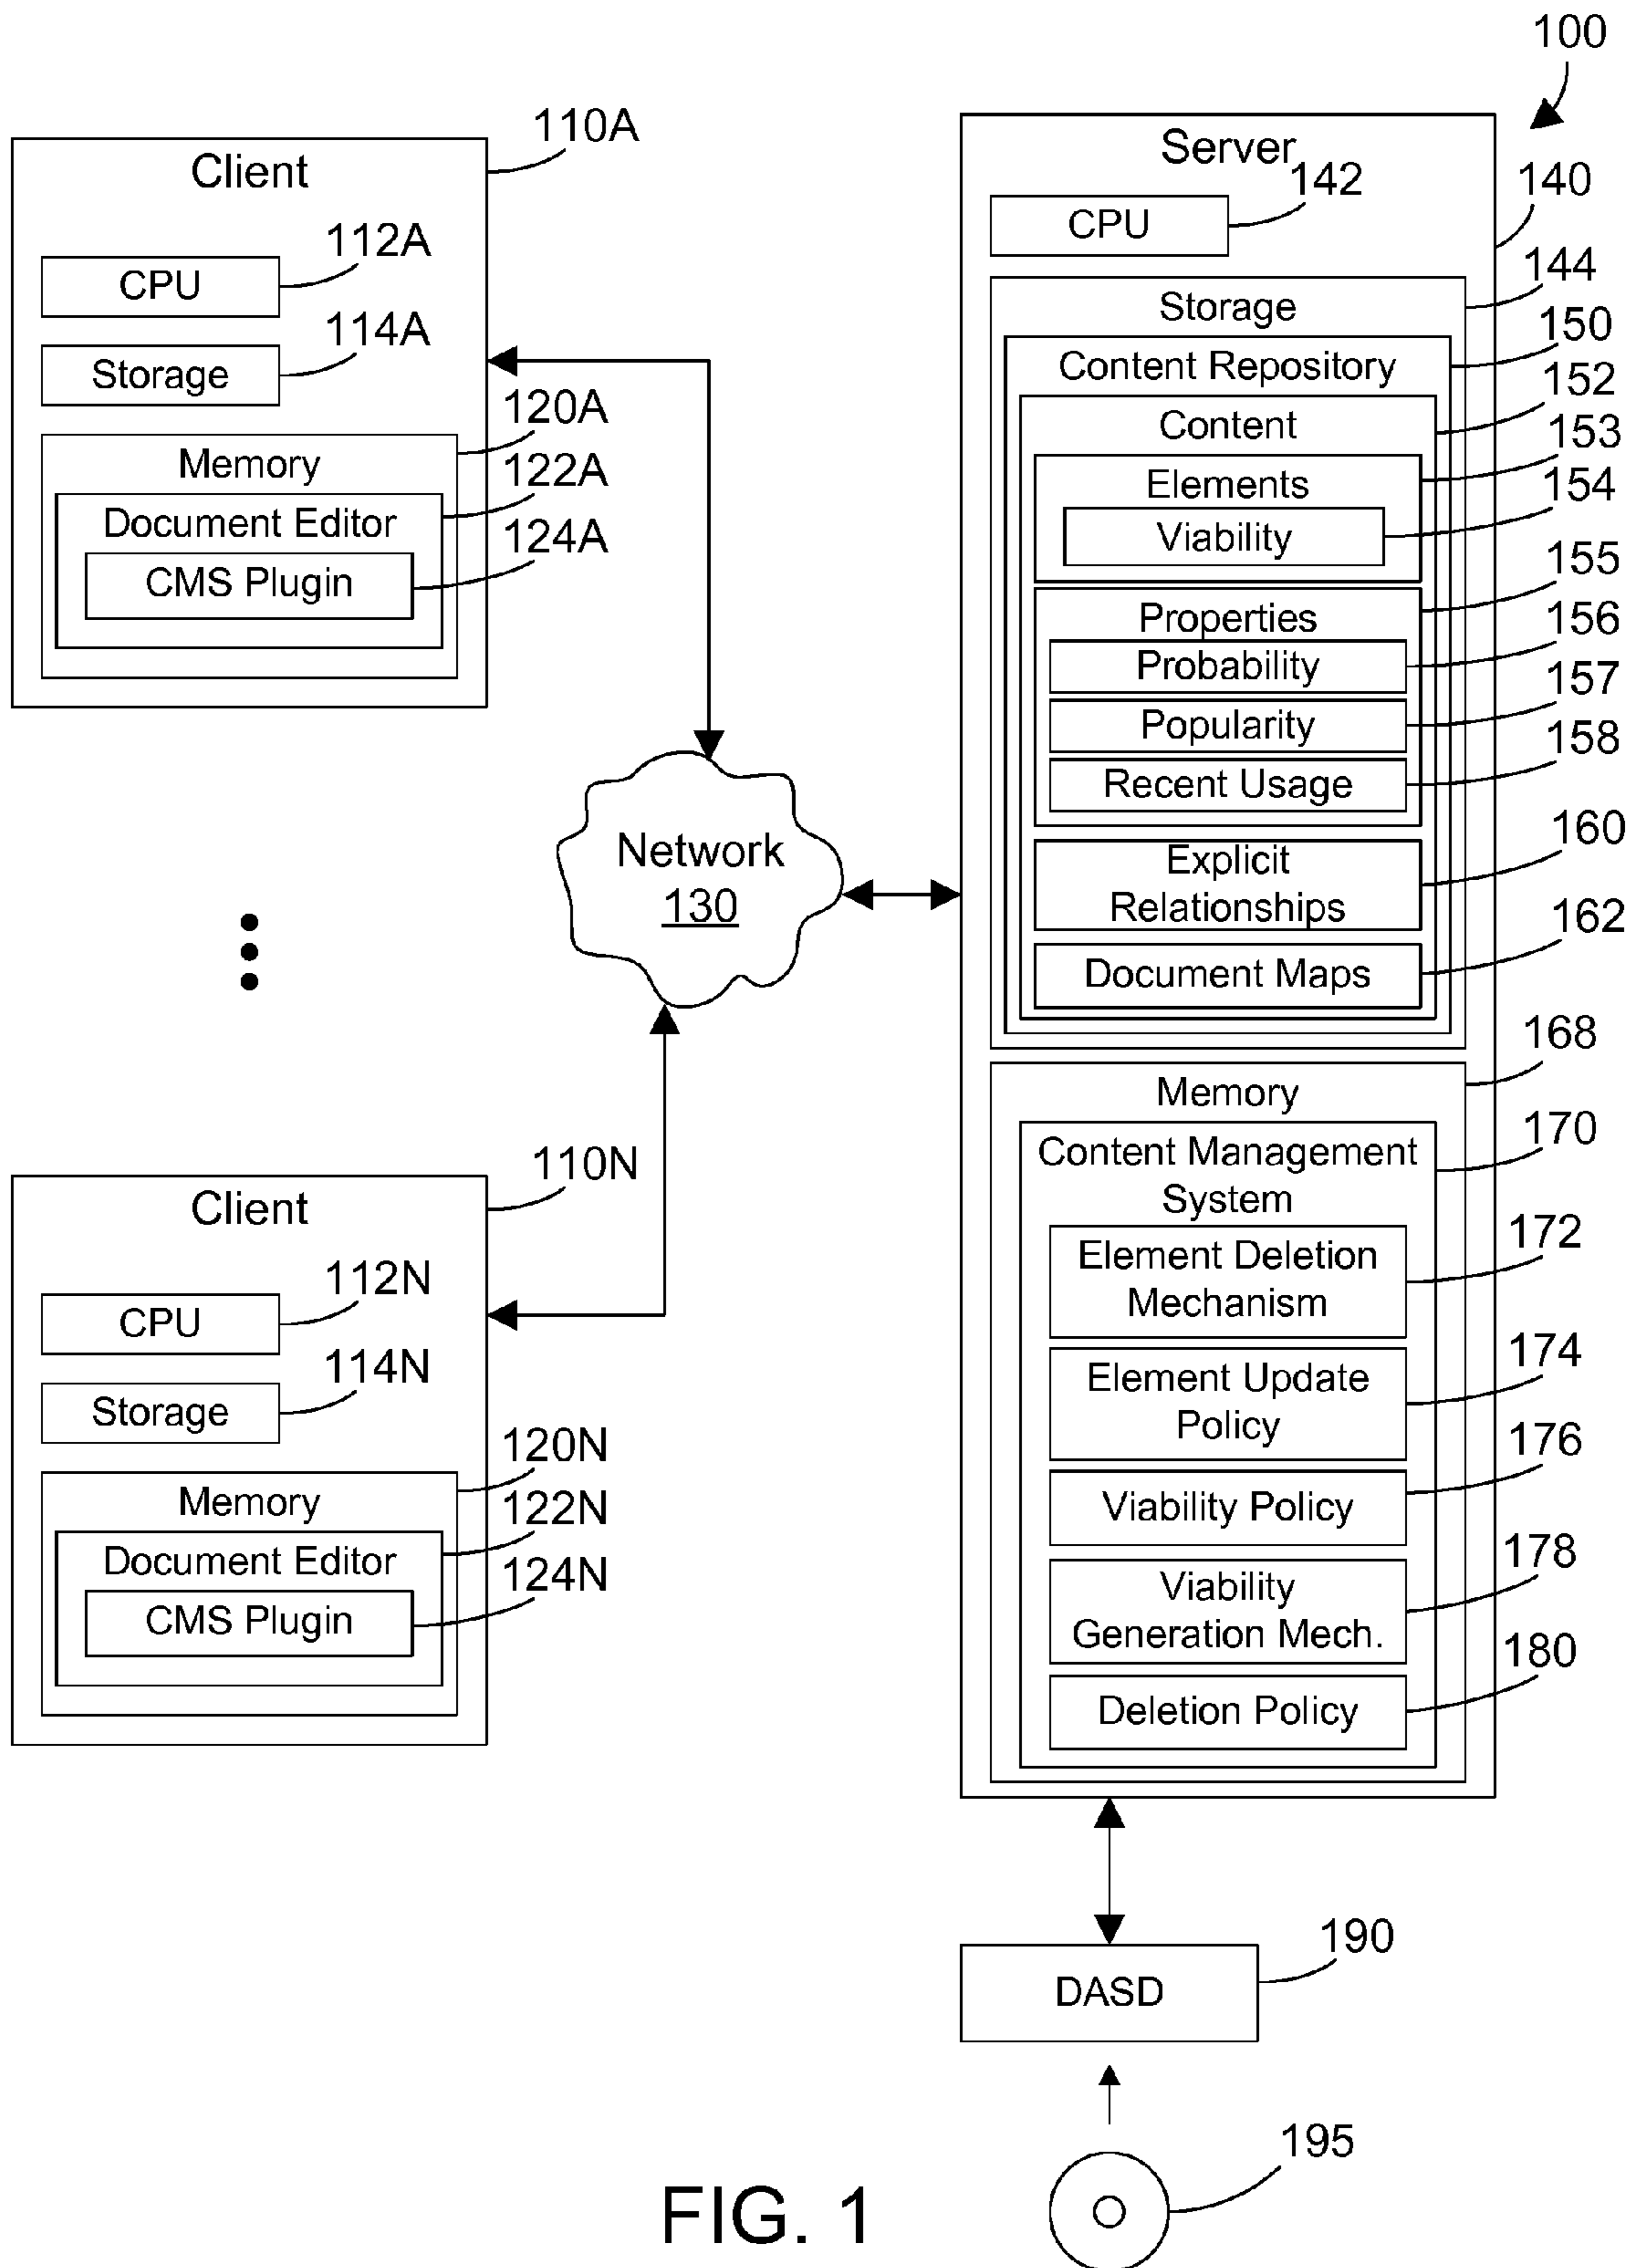 100
Client
110A
CPU
112A
Storage
114A
Memory
120A
Document Editor
122A
CMS Plugin
124A
Client
110N
CPU
112N
Storage
114N
Memory
120N
Document Editor
122N
CMS Plugin
124N
Network
130
Server
140
CPU
142
Storage
144
Content Repository
150
Content
152
Elements
153
Viability
154
Properties
155
Probability
156
Popularity
157
Recent Usage
158
Explicit
Relationships
160
Document Maps
162
Memory
168
Content Management
System
170
Element Deletion
Mechanism
172
Element Update
Policy
174
Viability Policy
176
Viability
Generation Mech.
178
Deletion Policy
180
DASD
190
195
FIG. 1